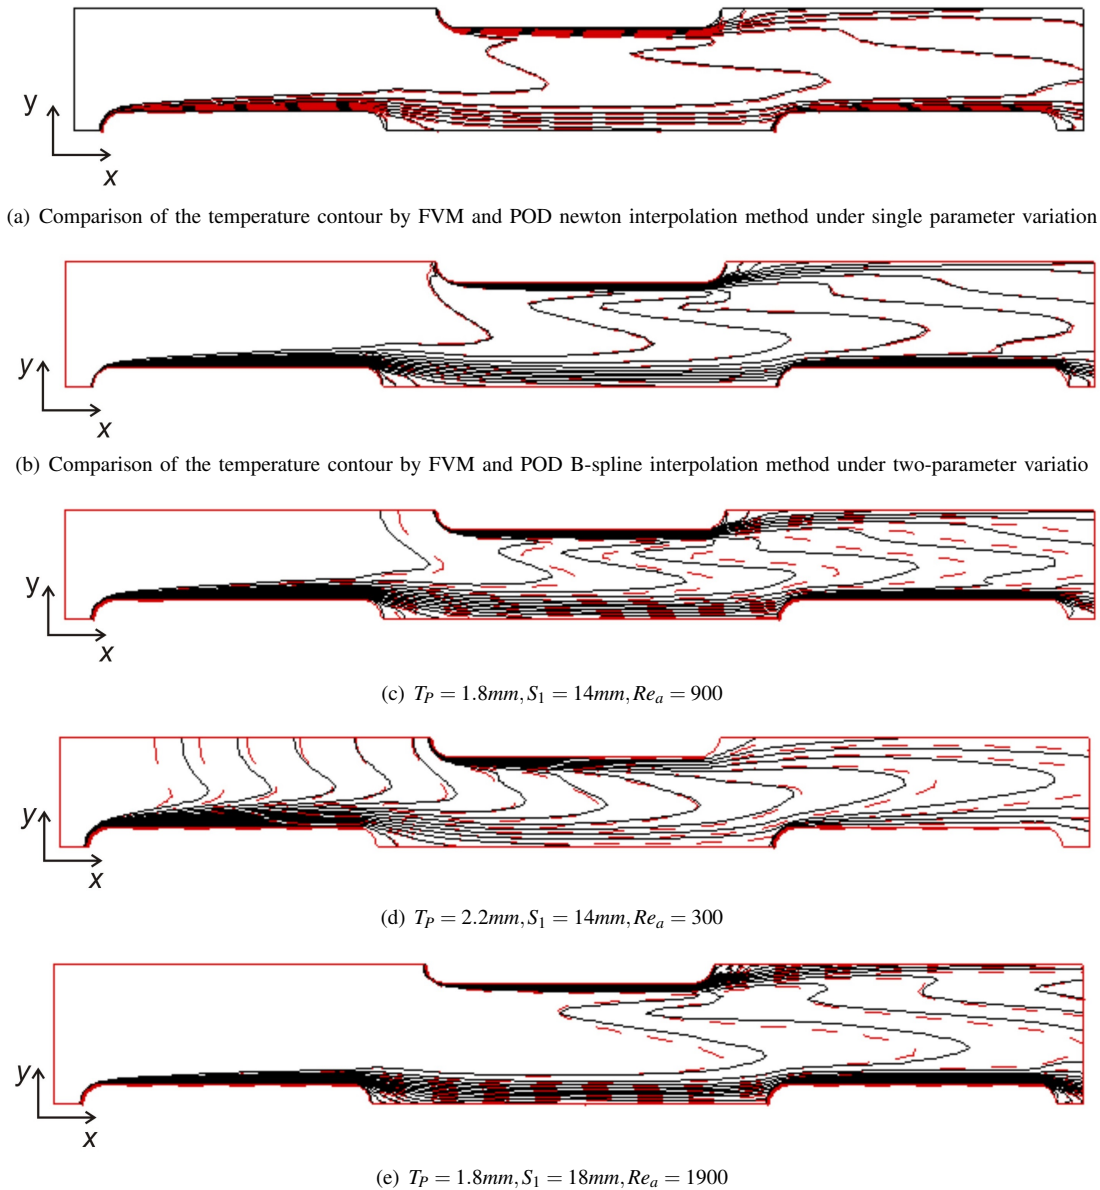 y
x
(a) Comparison of the temperature contour by FVM and POD newton interpolation method under single parameter variation
y
x
(b) Comparison of the temperature contour by FVM and POD B-spline interpolation method under two-parameter variatio
y
x
(c) T_P = 1.8mm, S_1 = 14mm, Re_a = 900
y
x
(d) T_P = 2.2mm, S_1 = 14mm, Re_a = 300
y
x
(e) T_P = 1.8mm, S_1 = 18mm, Re_a = 1900